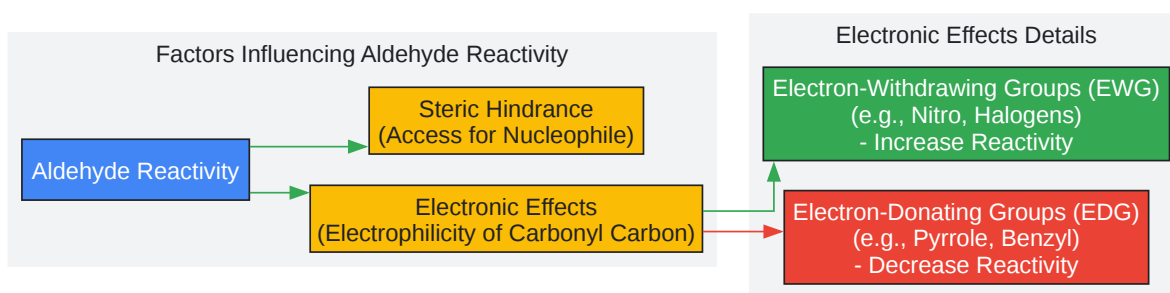 Factors Influencing Aldehyde Reactivity
Aldehyde Reactivity
Steric Hindrance
(Access for Nucleophile)
Electronic Effects
(Electrophilicity of Carbonyl Carbon)
Electronic Effects Details
Electron-Withdrawing Groups (EWG)
(e.g., Nitro, Halogens)
- Increase Reactivity
Electron-Donating Groups (EDG)
(e.g., Pyrrole, Benzyl)
- Decrease Reactivity